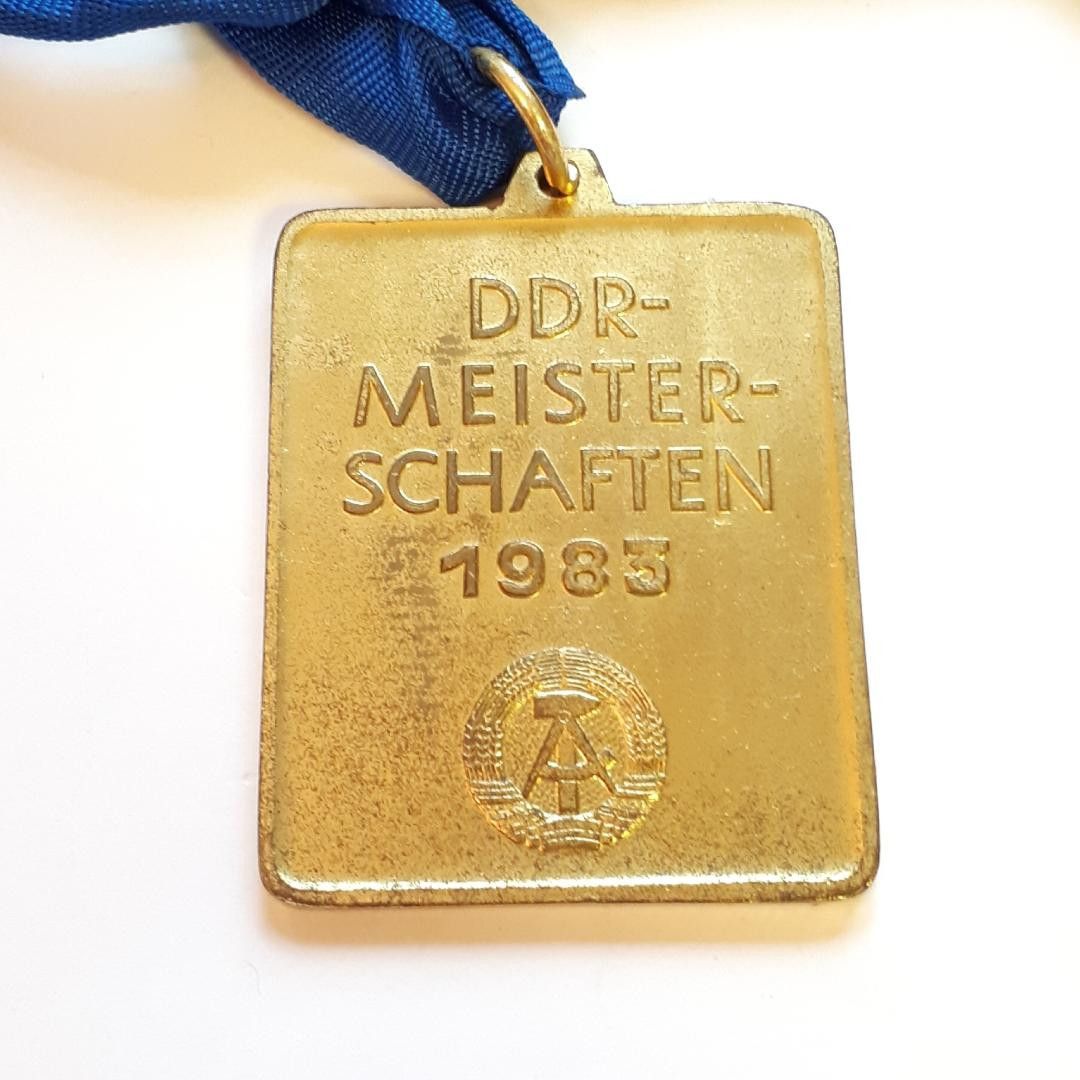 DDR-
MEISTER-
SCHAFTEN
1983